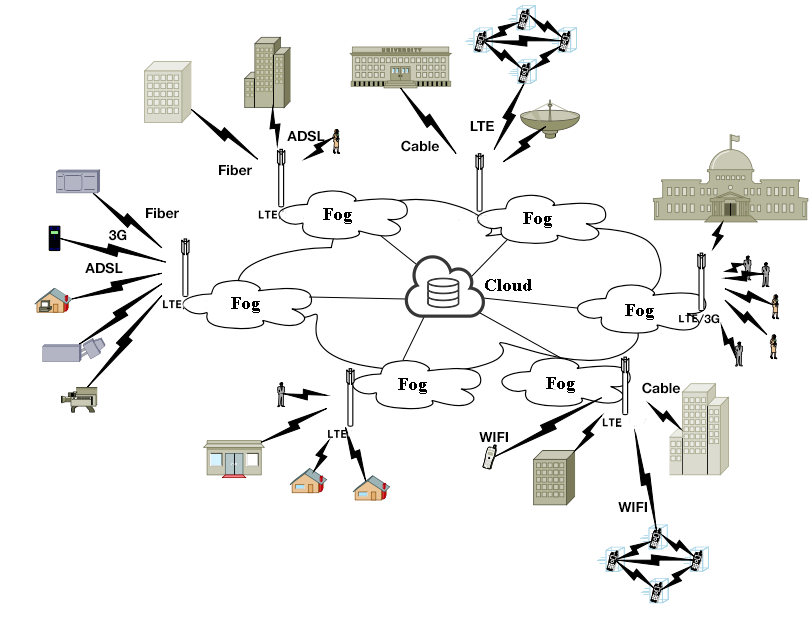 UNIVERSITY
LTE
ADSL
Cable
Fiber
LTE
Fog
Fog
Fiber
3G
ADSL
LTE
Fog
Cloud
Fog
LTE/3G
Fog
Fog
LTE
LTE
Cable
WIFI
WIFI